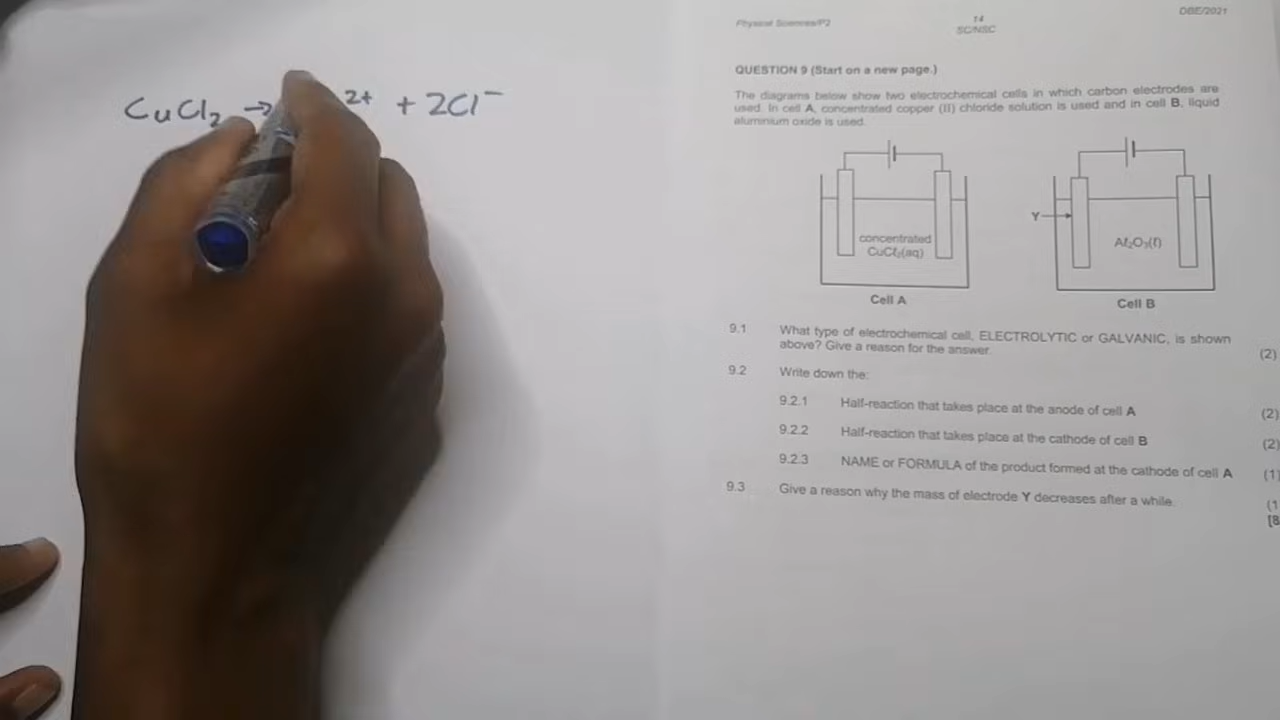 CuCl₂ → 2+ + 2Cl⁻
Physical Sciences/P2
14
SC/NSC
DBE/2021
QUESTION 9 (Start on a new page.)
The diagrams below show two electrochemical cells in which carbon electrodes are
used. In cell A, concentrated copper (II) chloride solution is used and in cell B, liquid
aluminium oxide is used.
Y
concentrated
CuCℓ₂(aq)
Aℓ₂O₃(ℓ)
Cell A
Cell B
9.1 What type of electrochemical cell, ELECTROLYTIC or GALVANIC, is shown
above? Give a reason for the answer. (2)
9.2 Write down the:
9.2.1 Half-reaction that takes place at the anode of cell A (2)
9.2.2 Half-reaction that takes place at the cathode of cell B (2)
9.2.3 NAME or FORMULA of the product formed at the cathode of cell A (1)
9.3 Give a reason why the mass of electrode Y decreases after a while. (1
[8